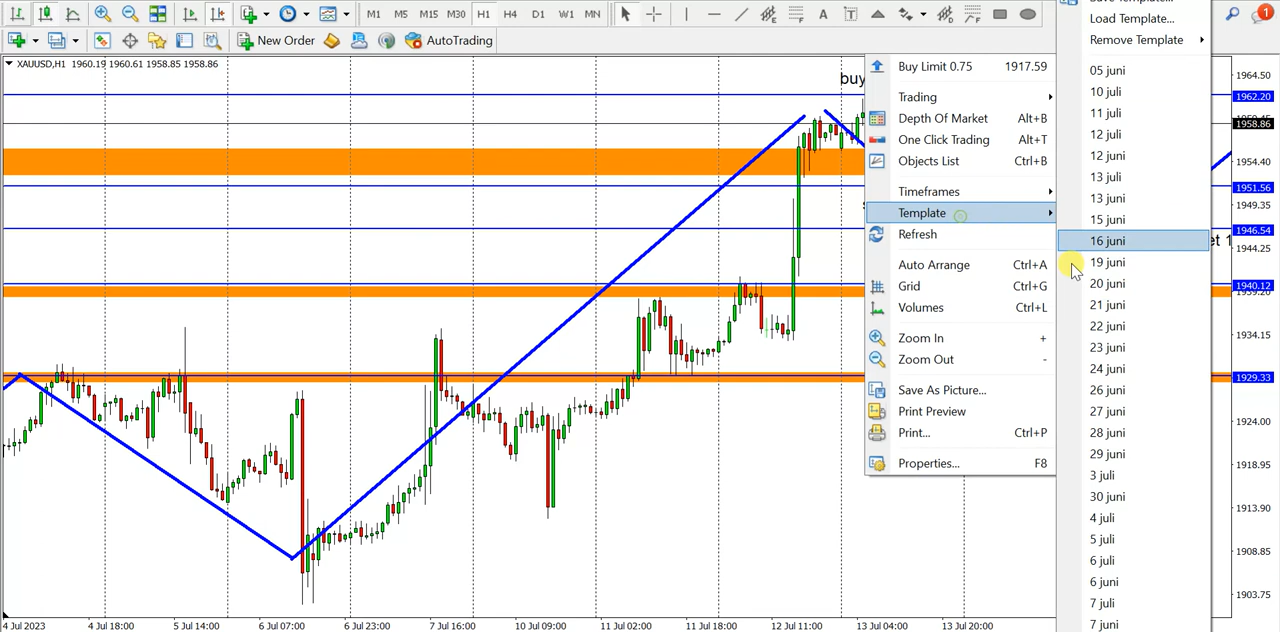 Save Template...
Load Template...
Remove Template
M1 M5 M15 M30 H1 H4 D1 W1 MN
A
T
E
F
1
New Order
AutoTrading
XAUUSD,H1 1960.19 1960.61 1958.85 1958.86
buy
Buy Limit 0.75 1917.59
Trading
Depth Of Market Alt+B
One Click Trading Alt+T
Objects List Ctrl+B
Timeframes
Template
Refresh
Auto Arrange Ctrl+A
Grid Ctrl+G
Volumes Ctrl+L
Zoom In +
Zoom Out -
Save As Picture...
Print Preview
Print... Ctrl+P
Properties... F8
05 juni
10 juli
11 juli
12 juli
12 juni
13 juli
13 juni
15 juni
16 juni
19 juni
20 juni
21 juni
22 juni
23 juni
24 juni
26 juni
27 juni
28 juni
29 juni
3 juli
30 juni
4 juli
5 juli
6 juli
6 juni
7 juli
7 juni
et 1
1964.50
1962.20
1958.86
1954.40
1951.56
1949.35
1946.54
1944.25
1940.12
1939.20
1934.15
1929.33
1924.00
1918.95
1913.90
1908.85
1903.75
4 Jul 2023 4 Jul 18:00 5 Jul 14:00 6 Jul 07:00 6 Jul 23:00 7 Jul 16:00 10 Jul 09:00 11 Jul 02:00 11 Jul 18:00 12 Jul 11:00 13 Jul 04:00 13 Jul 20:00